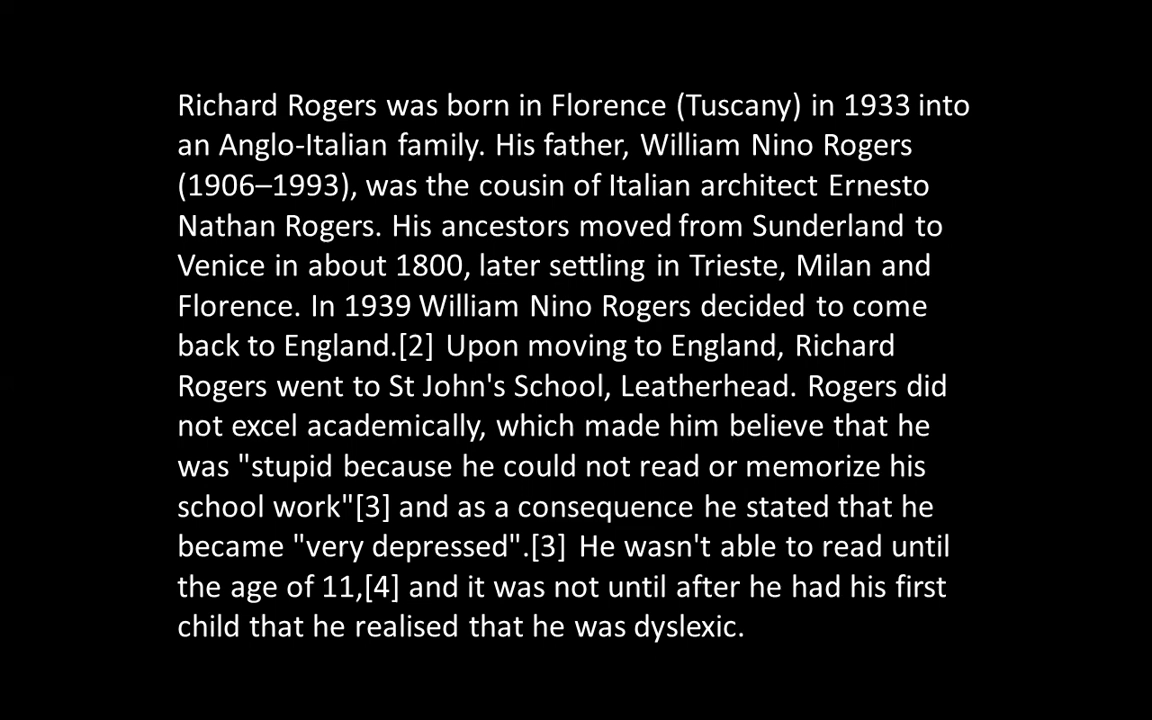 Richard Rogers was born in Florence (Tuscany) in 1933 into
an Anglo-Italian family. His father, William Nino Rogers
(1906–1993), was the cousin of Italian architect Ernesto
Nathan Rogers. His ancestors moved from Sunderland to
Venice in about 1800, later settling in Trieste, Milan and
Florence. In 1939 William Nino Rogers decided to come
back to England.[2] Upon moving to England, Richard
Rogers went to St John's School, Leatherhead. Rogers did
not excel academically, which made him believe that he
was "stupid because he could not read or memorize his
school work"[3] and as a consequence he stated that he
became "very depressed".[3] He wasn't able to read until
the age of 11,[4] and it was not until after he had his first
child that he realised that he was dyslexic.